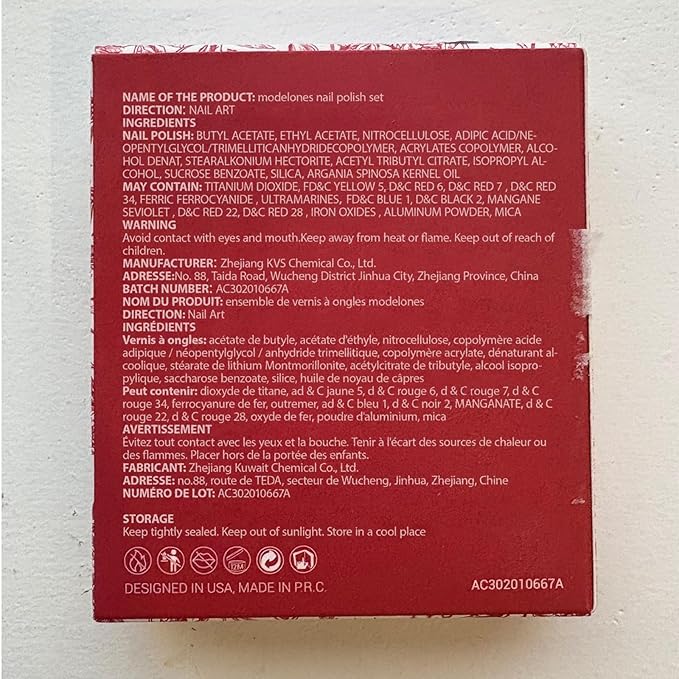 NAME OF THE PRODUCT: modelones nail polish set
DIRECTION: NAIL ART
INGREDIENTS
NAIL POLISH: BUTYL ACETATE, ETHYL ACETATE, NITROCELLULOSE, ADIPIC ACID/NE-
OPENTYLGLYCOL/TRIMELLITICANHYDRIDECOPOLYMER, ACRYLATES COPOLYMER, ALCO-
HOL DENAT, STEARALKONIUM HECTORITE, ACETYL TRIBUTYL CITRATE, ISOPROPYL AL-
COHOL, SUCROSE BENZOATE, SILICA, ARGANIA SPINOSA KERNEL OIL
MAY CONTAIN: TITANIUM DIOXIDE, FD&C YELLOW 5, D&C RED 6, D&C RED 7 , D&C RED
34, FERRIC FERROCYANIDE , ULTRAMARINES, FD&C BLUE 1, D&C BLACK 2, MANGANE
SEVIOLET , D&C RED 22, D&C RED 28 , IRON OXIDES , ALUMINUM POWDER, MICA
WARNING
Avoid contact with eyes and mouth.Keep away from heat or flame. Keep out of reach of
children.
MANUFACTURER: Zhejiang KVS Chemical Co., Ltd.
ADRESSE:No. 88, Taida Road, Wucheng District Jinhua City, Zhejiang Province, China
BATCH NUMBER: AC302010667A
NOM DU PRODUIT: ensemble de vernis à ongles modelones
DIRECTION: Nail Art
INGRÉDIENTS
Vernis à ongles: acétate de butyle, acétate d'éthyle, nitrocellulose, copolymère acide
adipique / néopentylglycol / anhydride trimellitique, copolymère acrylate, dénaturant al-
coolique, stéarate de lithium Montmorillonite, acétylcitrate de tributyle, alcool isopro-
pylique, saccharose benzoate, silice, huile de noyau de câpres
Peut contenir: dioxyde de titane, ad & C jaune 5, d & C rouge 6, d & C rouge 7, d & C
rouge 34, ferrocyanure de fer, outremer, ad & C bleu 1, d & C noir 2, MANGANATE, d & C
rouge 22, d & C rouge 28, oxyde de fer, poudre d'aluminium, mica
AVERTISSEMENT
Évitez tout contact avec les yeux et la bouche. Tenir à l'écart des sources de chaleur ou
des flammes. Placer hors de la portée des enfants.
FABRICANT: Zhejiang Kuwait Chemical Co., Ltd.
ADRESSE: no.88, route de TEDA, secteur de Wucheng, Jinhua, Zhejiang, Chine
NUMÉRO DE LOT: AC302010667A
STORAGE
Keep tightly sealed. Keep out of sunlight. Store in a cool place
12M
DESIGNED IN USA, MADE IN P.R.C.
AC302010667A